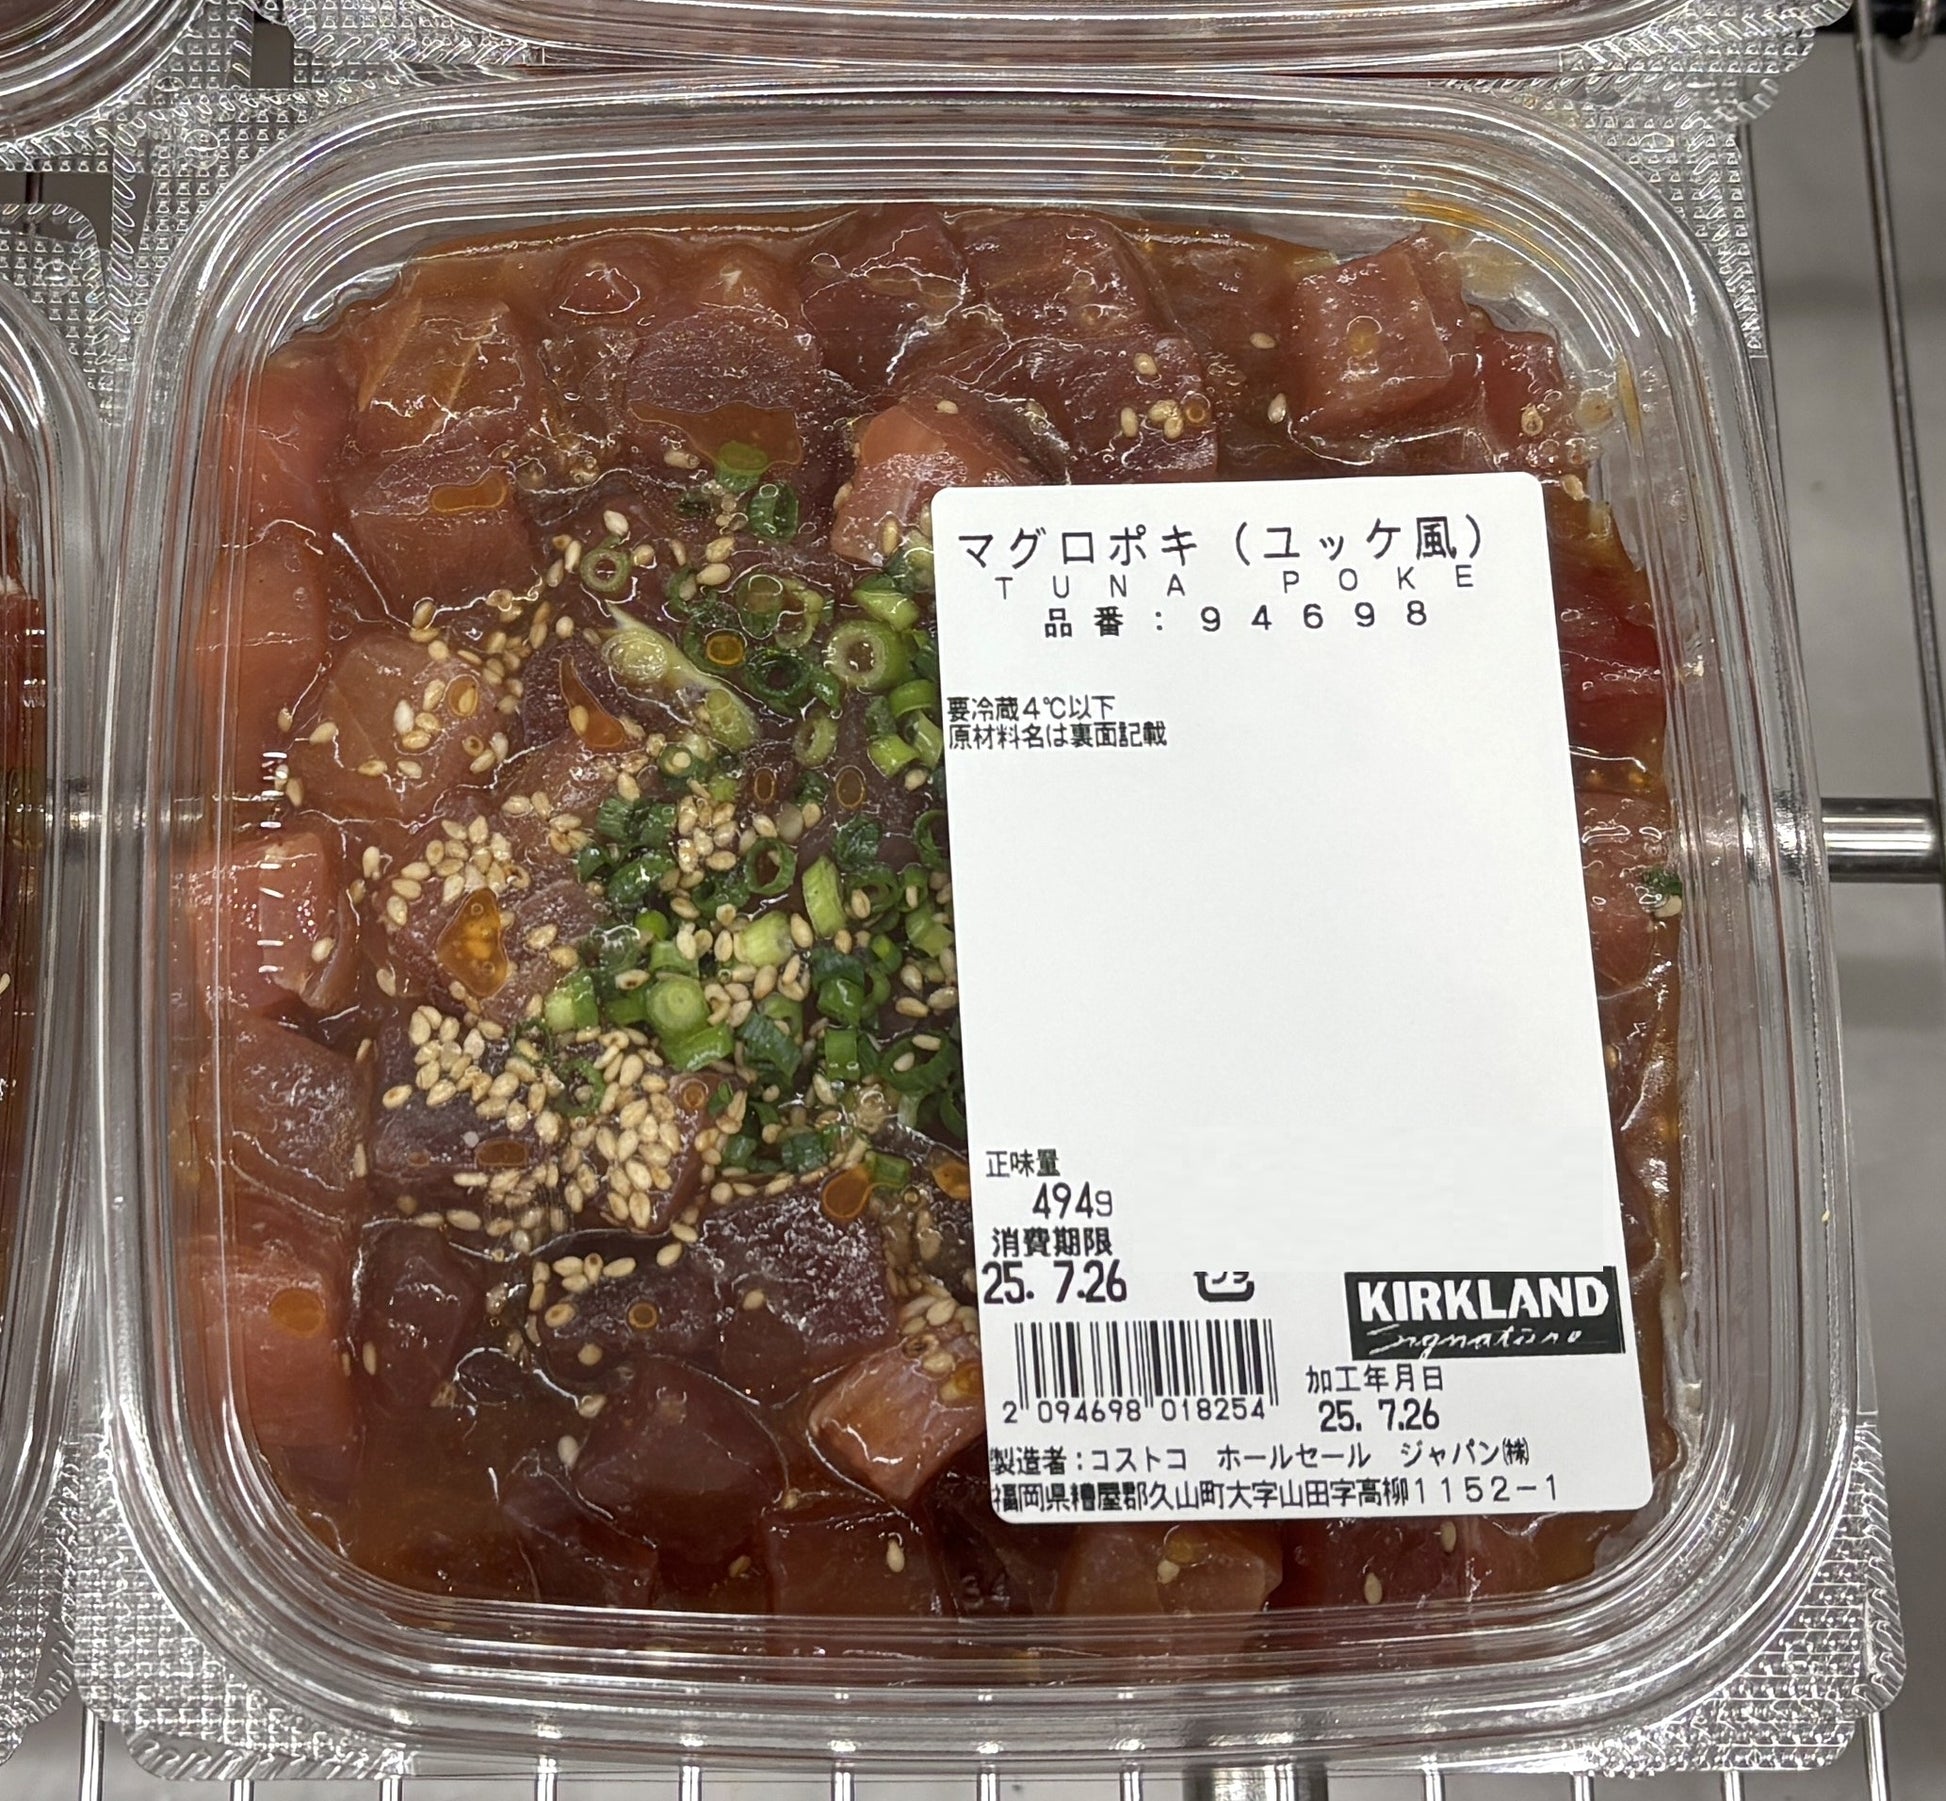 マグロポキ（ユッケ風）
TUNA POKE
品番：94698
要冷蔵4℃以下
原材料名は裏面記載
正味量
494g
消費期限
25. 7.26
KIRKLAND
Signature
2 094698 018254
加工年月日
25. 7.26
製造者：コストコ ホールセール ジャパン㈱
福岡県糟屋郡久山町大字山田字高柳1152-1